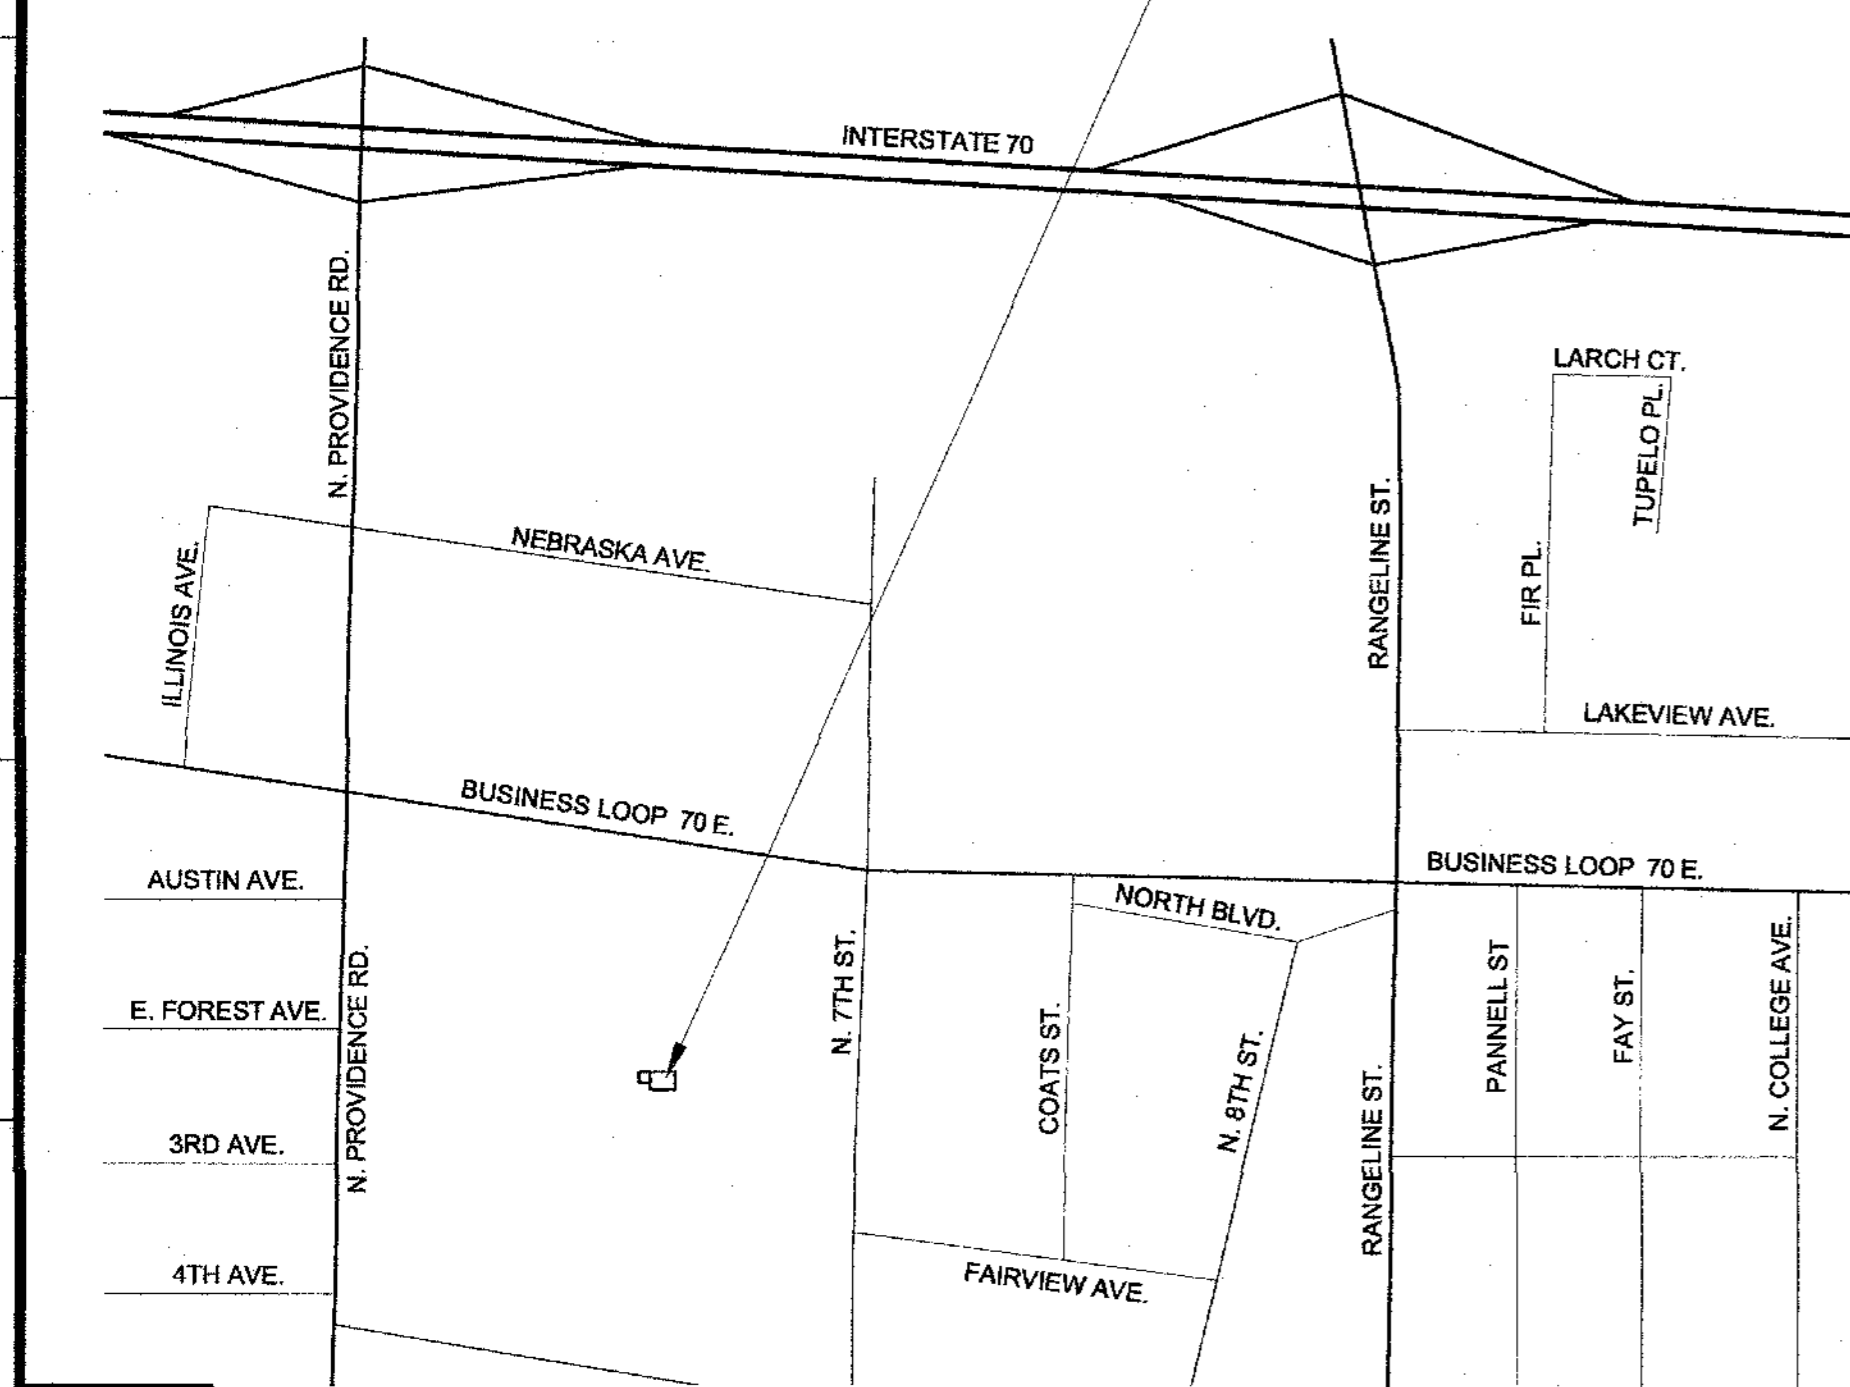 INTERSTATE 70
N. PROVIDENCE RD.
LARCH CT.
TUPELO PL.
RANGELINE ST.
NEBRASKA AVE.
ILLINOIS AVE.
FIR PL.
LAKEVIEW AVE.
BUSINESS LOOP 70 E.
BUSINESS LOOP 70 E.
AUSTIN AVE.
NORTH BLVD.
N. 7TH ST.
PANNELL ST
FAY ST.
N. COLLEGE AVE.
E. FOREST AVE.
N. PROVIDENCE RD.
COATS ST.
N. 8TH ST.
RANGELINE ST.
3RD AVE.
4TH AVE.
FAIRVIEW AVE.